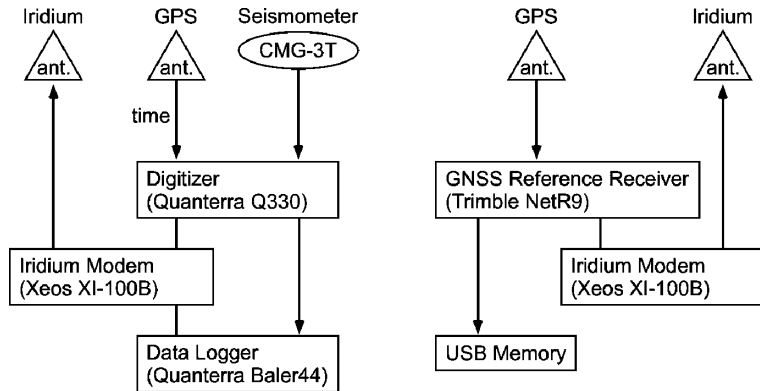 Iridium
ant.
GPS
ant.
time
Seismometer
CMG-3T
Digitizer
(Quanterra Q330)
Iridium Modem
(Xeos XI-100B)
Data Logger
(Quanterra Baler44)
GPS
ant.
Iridium
ant.
GNSS Reference Receiver
(Trimble NetR9)
Iridium Modem
(Xeos XI-100B)
USB Memory